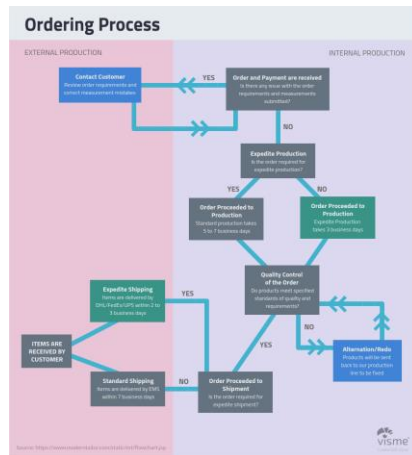 Ordering Process
EXTERNAL PRODUCTION
INTERNAL PRODUCTION
Contact Customer
Review order requirements and
correct measurement mistakes
YES
Order and Payment are received
Is there any issue with the order
requirements and measurements
submitted?
NO
Expedite Production
Is the order required for
expedite production?
YES
NO
Order Proceeded to
Production
Standard production takes
5 to 7 business days
Order Proceeded to
Production
Expedite Production
takes 3 business days
Quality Control
of the Order
Do products meet specified
standards of quality and
requirements?
Expedite Shipping
Items are delivered by
DHL/FedEx/UPS within 2 to
3 business days
YES
NO
YES
Alternation/Redo
Products will be sent
back to our production
line to be fixed
ITEMS ARE
RECEIVED BY
CUSTOMER
Standard Shipping
Items are delivered by EMS
within 7 business days
NO
Order Proceeded to
Shipment
Is the order required for
expedite shipment?
visme